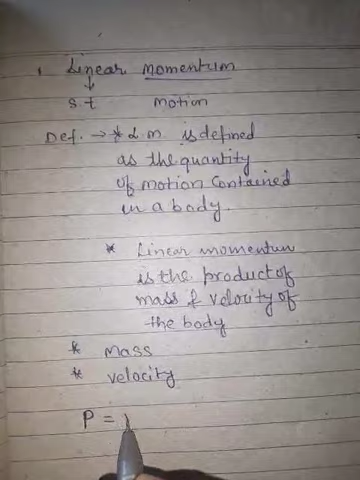 Linear Momentum
↓
s.t motion
Def. → * L.m. is defined
as the quantity
of motion contained
in a body.
* Linear momentum
is the product of
mass & velocity of
the body
* Mass
* velocity
P =